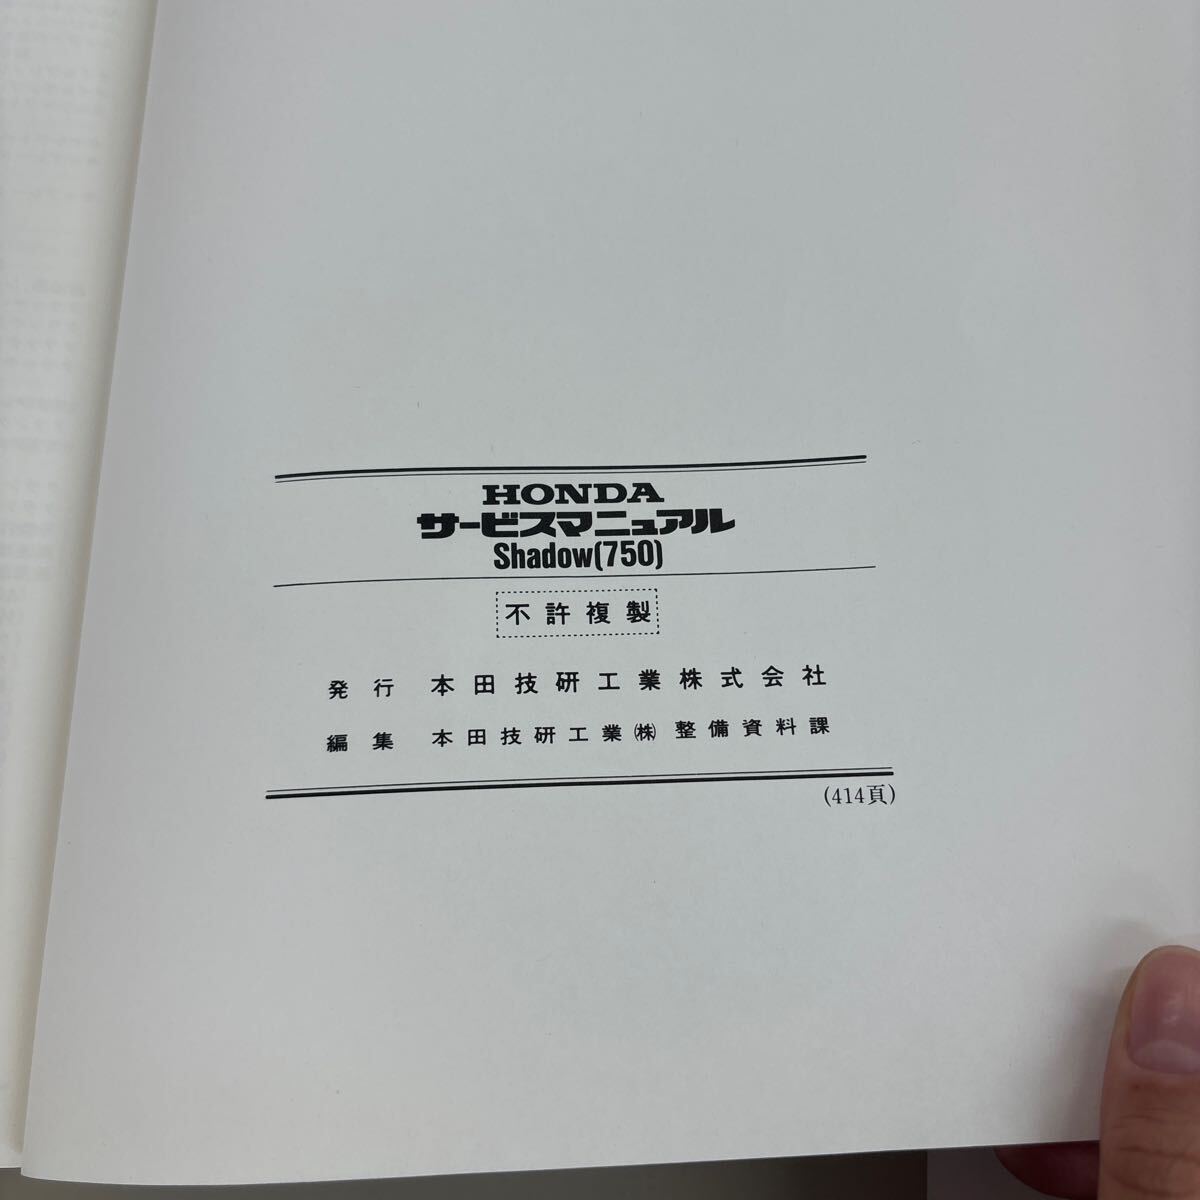 HONDA
サービスマニュアル
Shadow(750)
不許複製
発行 本田技研工業株式会社
編集 本田技研工業㈱ 整備資料課
(414頁)